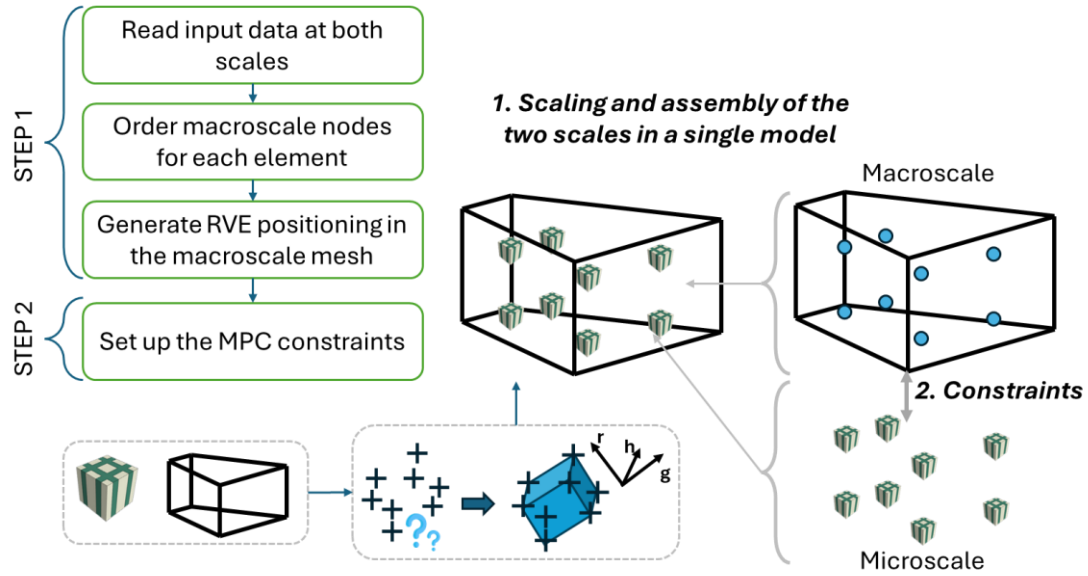 STEP 1
Read input data at both
scales
Order macroscale nodes
for each element
Generate RVE positioning in
the macroscale mesh
STEP 2
Set up the MPC constraints
1. Scaling and assembly of the
two scales in a single model
Macroscale
2. Constraints
Microscale
??
r
h
g